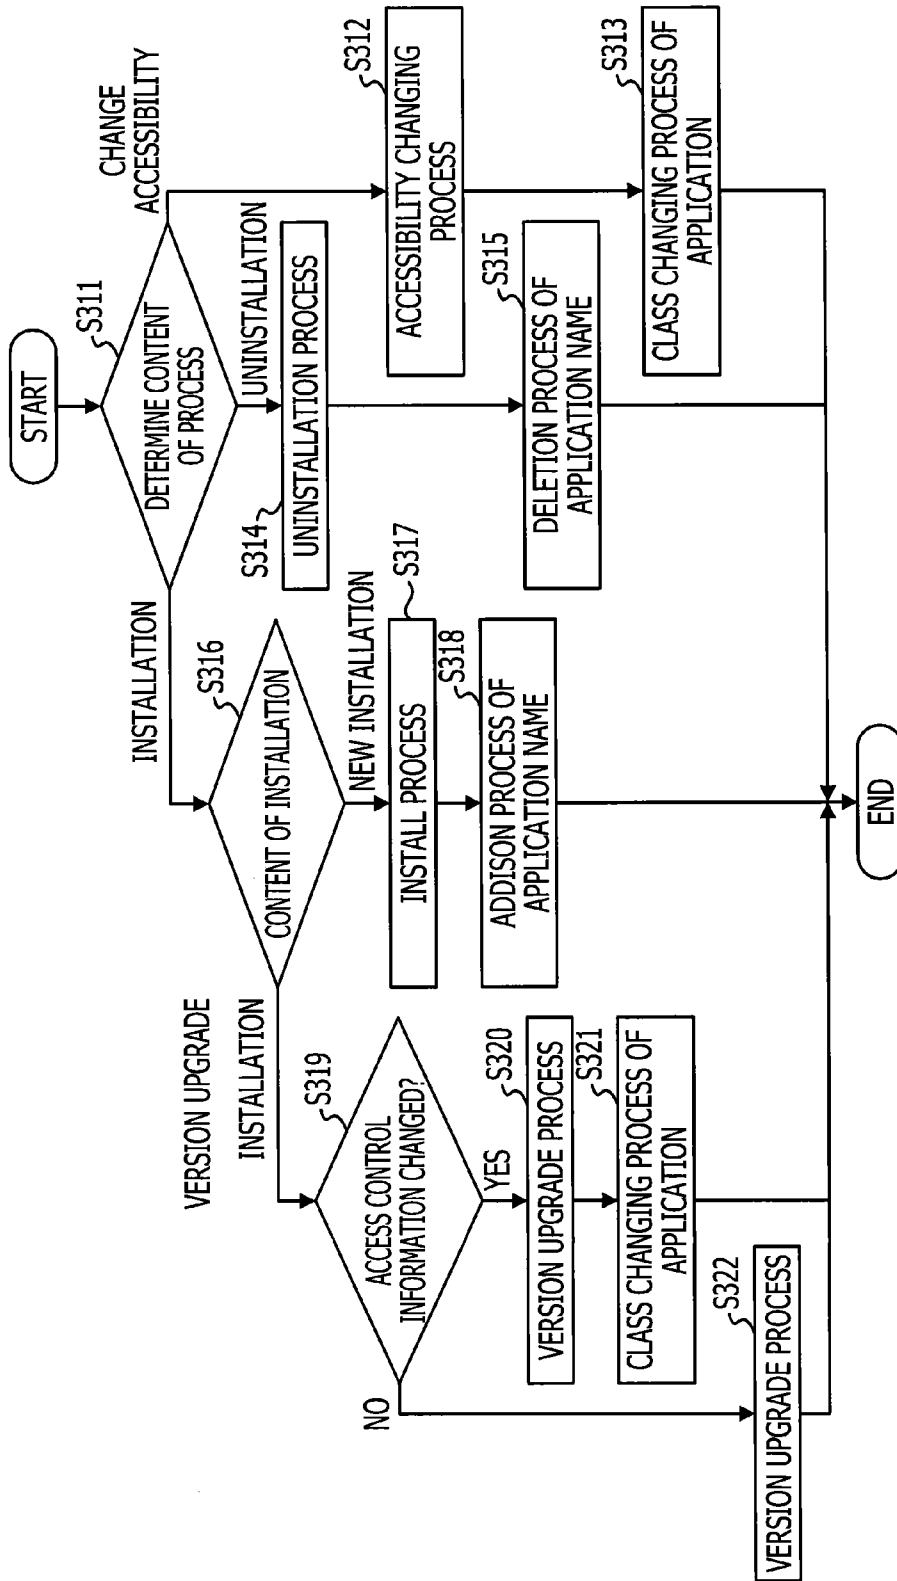 START
S311
DETERMINE CONTENT
OF PROCESS
CHANGE
ACCESSIBILITY
S312
ACCESSIBILITY CHANGING
PROCESS
S313
CLASS CHANGING PROCESS OF
APPLICATION
UNINSTALLATION
S314
UNINSTALLATION PROCESS
S315
DELETION PROCESS OF
APPLICATION NAME
INSTALLATION
S316
CONTENT OF INSTALLATION
NEW INSTALLATION
S317
INSTALL PROCESS
S318
ADDISON PROCESS OF
APPLICATION NAME
VERSION UPGRADE
INSTALLATION
S319
ACCESS CONTROL
INFORMATION CHANGED?
YES
S320
VERSION UPGRADE PROCESS
S321
CLASS CHANGING PROCESS OF
APPLICATION
NO
S322
VERSION UPGRADE PROCESS
END